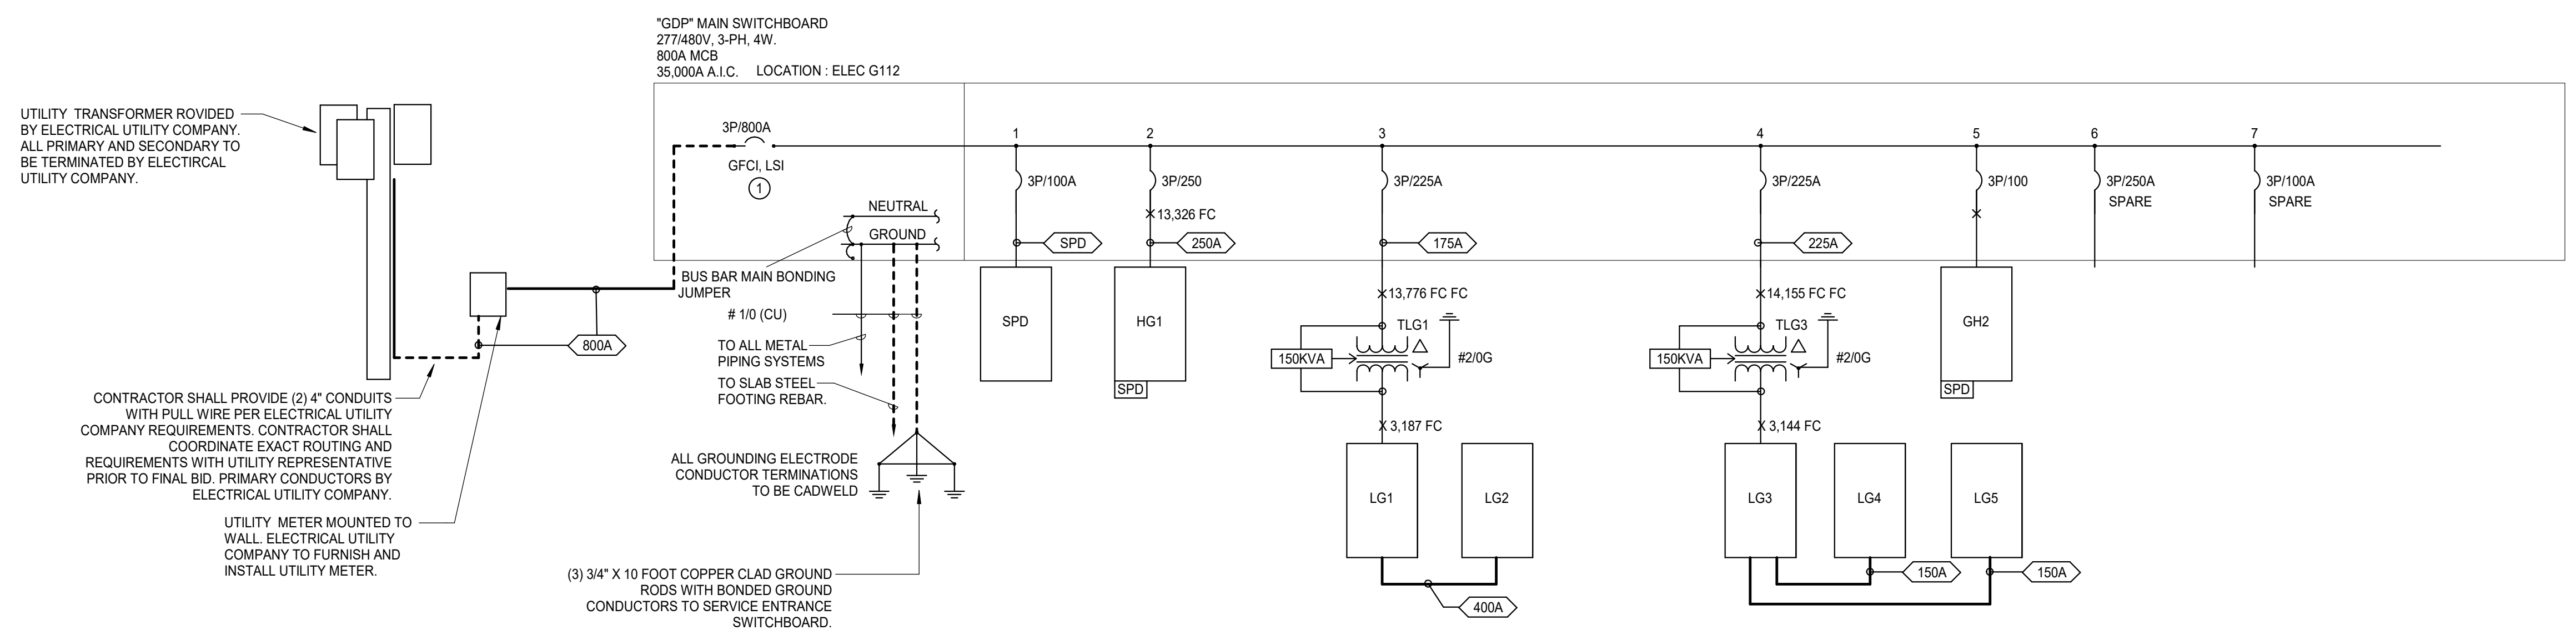 "GDP" MAIN SWITCHBOARD
277/480V, 3-PH, 4W.
800A MCB
35,000A A.I.C. LOCATION : ELEC G112
UTILITY TRANSFORMER ROVIDED
BY ELECTRICAL UTILITY COMPANY.
ALL PRIMARY AND SECONDARY TO
BE TERMINATED BY ELECTIRCAL
UTILITY COMPANY.
3P/800A
GFCI, LSI
1
NEUTRAL
GROUND
BUS BAR MAIN BONDING
JUMPER
# 1/0 (CU)
TO ALL METAL
PIPING SYSTEMS
TO SLAB STEEL
FOOTING REBAR.
ALL GROUNDING ELECTRODE
CONDUCTOR TERMINATIONS
TO BE CADWELD
(3) 3/4" X 10 FOOT COPPER CLAD GROUND
RODS WITH BONDED GROUND
CONDUCTORS TO SERVICE ENTRANCE
SWITCHBOARD.
800A
CONTRACTOR SHALL PROVIDE (2) 4" CONDUITS
WITH PULL WIRE PER ELECTRICAL UTILITY
COMPANY REQUIREMENTS. CONTRACTOR SHALL
COORDINATE EXACT ROUTING AND
REQUIREMENTS WITH UTILITY REPRESENTATIVE
PRIOR TO FINAL BID. PRIMARY CONDUCTORS BY
ELECTRICAL UTILITY COMPANY.
UTILITY METER MOUNTED TO
WALL. ELECTRICAL UTILITY
COMPANY TO FURNISH AND
INSTALL UTILITY METER.
1
3P/100A
SPD
SPD
2
3P/250
13,326 FC
250A
HG1
SPD
3
3P/225A
175A
13,776 FC FC
TLG1
150KVA
#2/0G
3,187 FC
LG1
LG2
400A
4
3P/225A
225A
14,155 FC FC
TLG3
150KVA
#2/0G
3,144 FC
LG3
LG4
LG5
150A
150A
5
3P/100
GH2
SPD
6
3P/250A
SPARE
7
3P/100A
SPARE